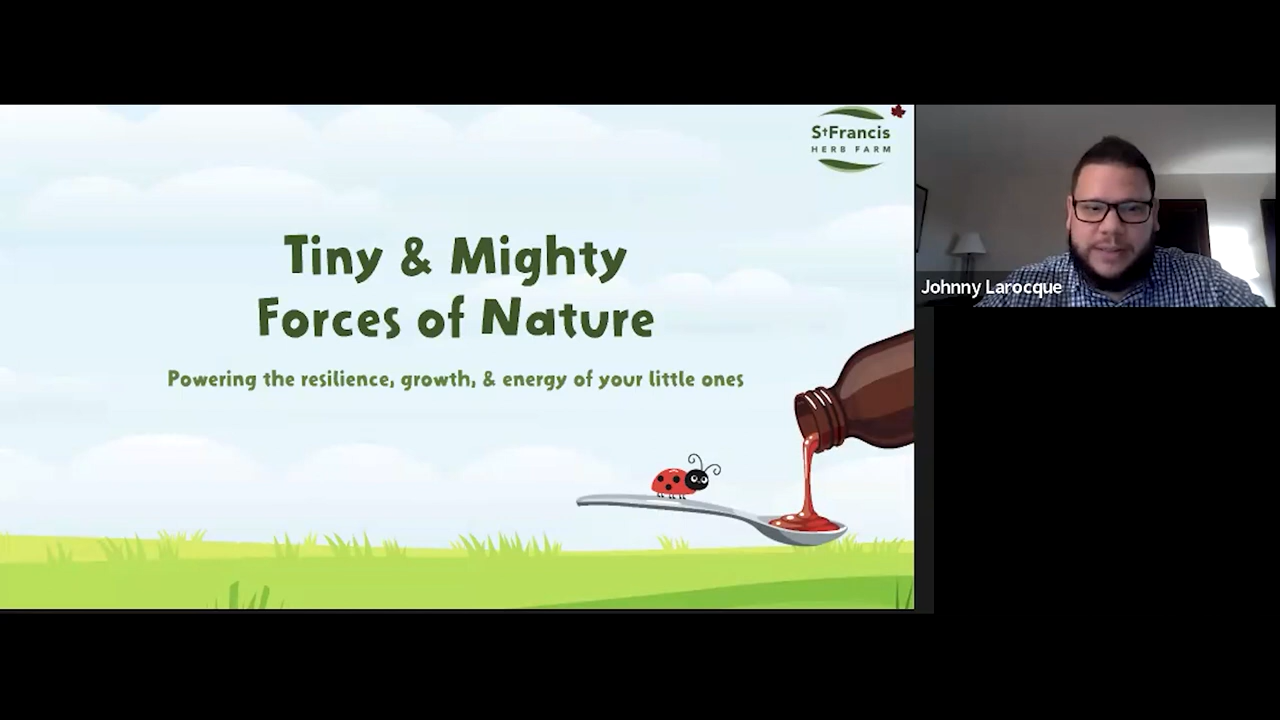 StFrancis
HERB FARM
Tiny & Mighty
Forces of Nature
Powering the resilience, growth, & energy of your little ones
Johnny Larocque